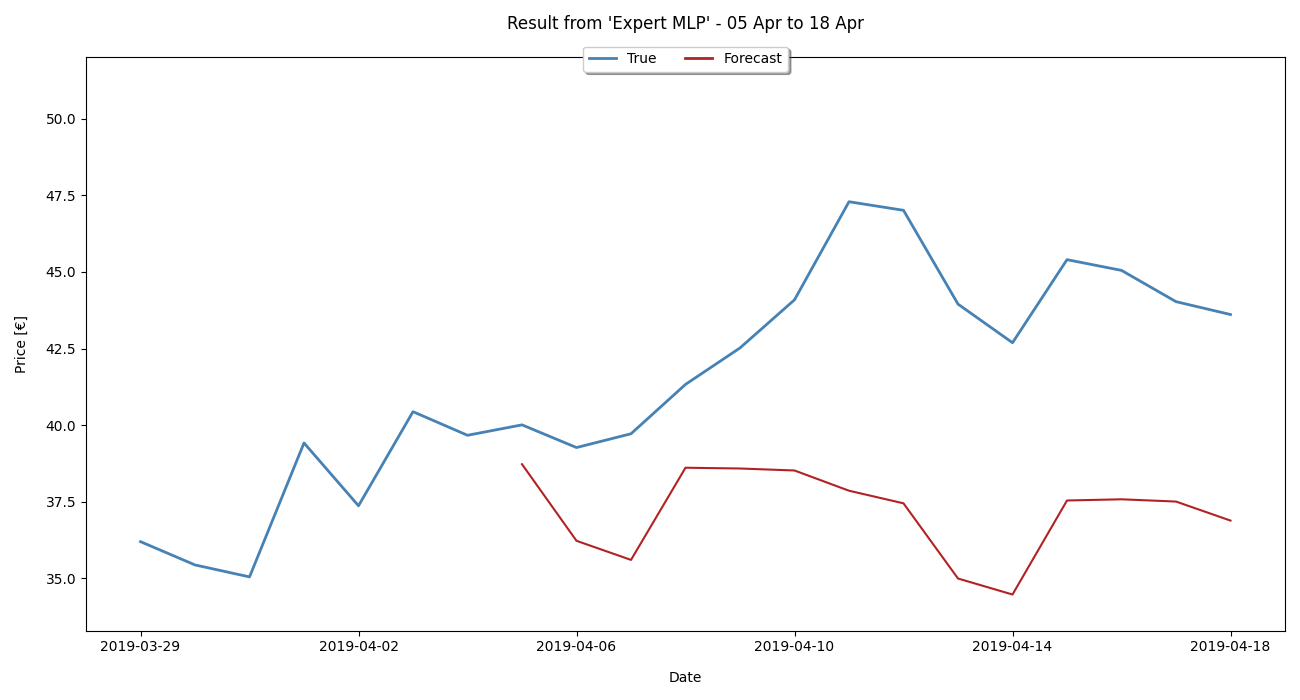 Result from 'Expert MLP' - 05 Apr to 18 Apr
True Forecast
50.0
47.5
45.0
42.5
40.0
37.5
35.0
Price [€]
2019-03-29 2019-04-02 2019-04-06 2019-04-10 2019-04-14 2019-04-18
Date